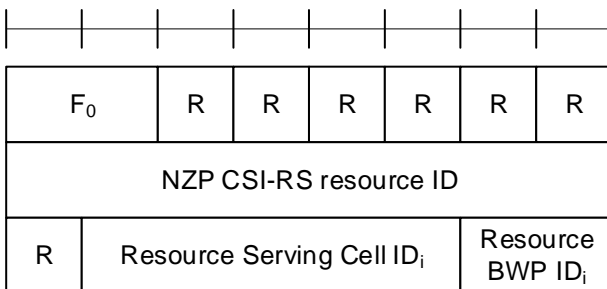 F₀ R R R R R R
NZP CSI-RS resource ID
R Resource Serving Cell IDᵢ Resource
BWP IDᵢ